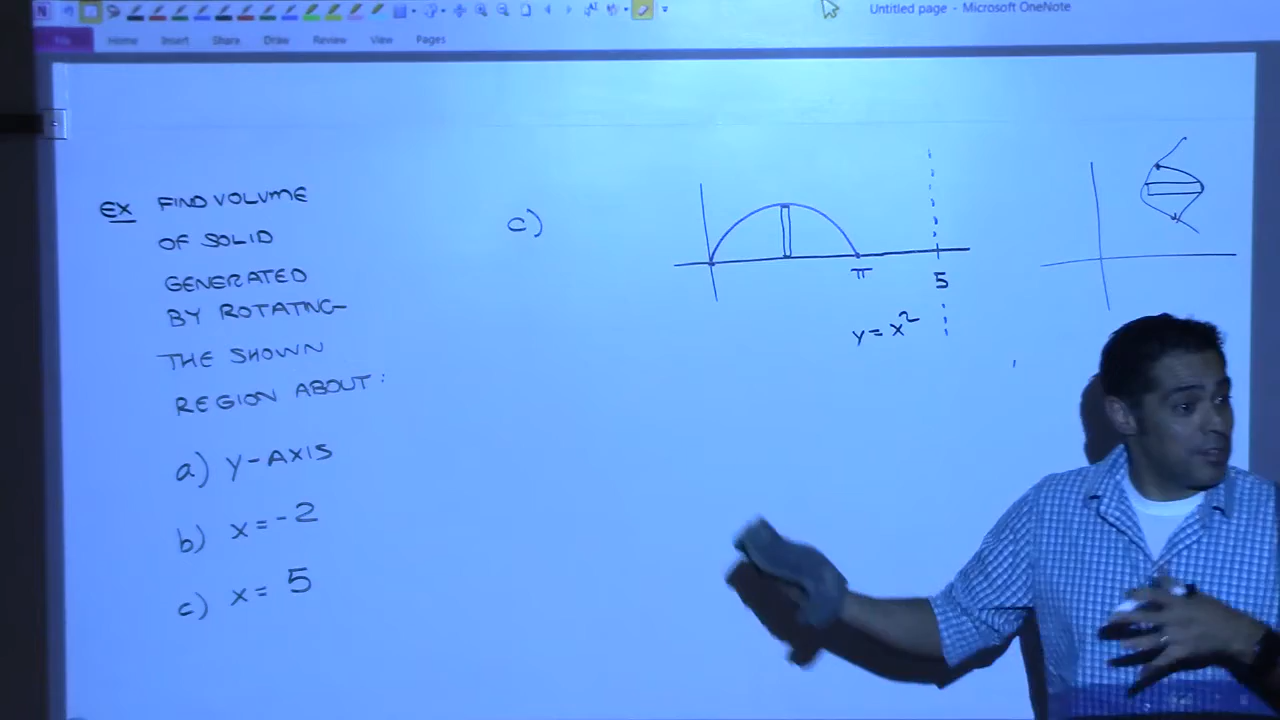 Untitled page - Microsoft OneNote
File Home Insert Share Draw Review View Pages
EX FIND VOLUME
OF SOLID
GENERATED
BY ROTATING
THE SHOWN
REGION ABOUT:
a) y-AXIS
b) x=-2
c) x= 5
c)
π
5
y=x²